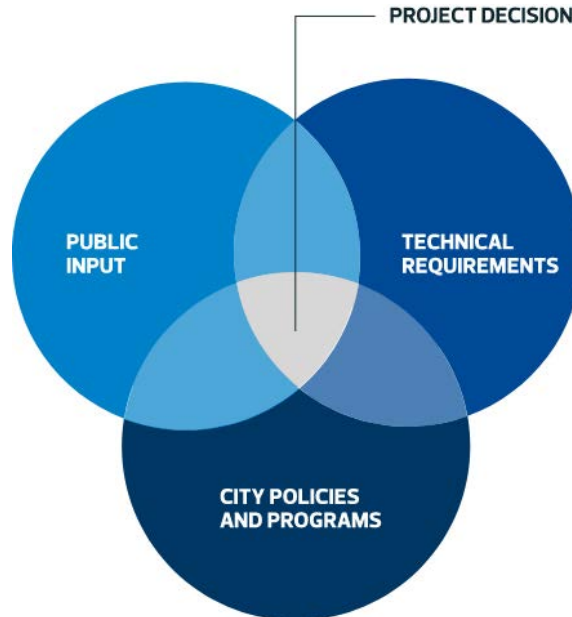 PROJECT DECISION
PUBLIC
INPUT
TECHNICAL
REQUIREMENTS
CITY POLICIES
AND PROGRAMS